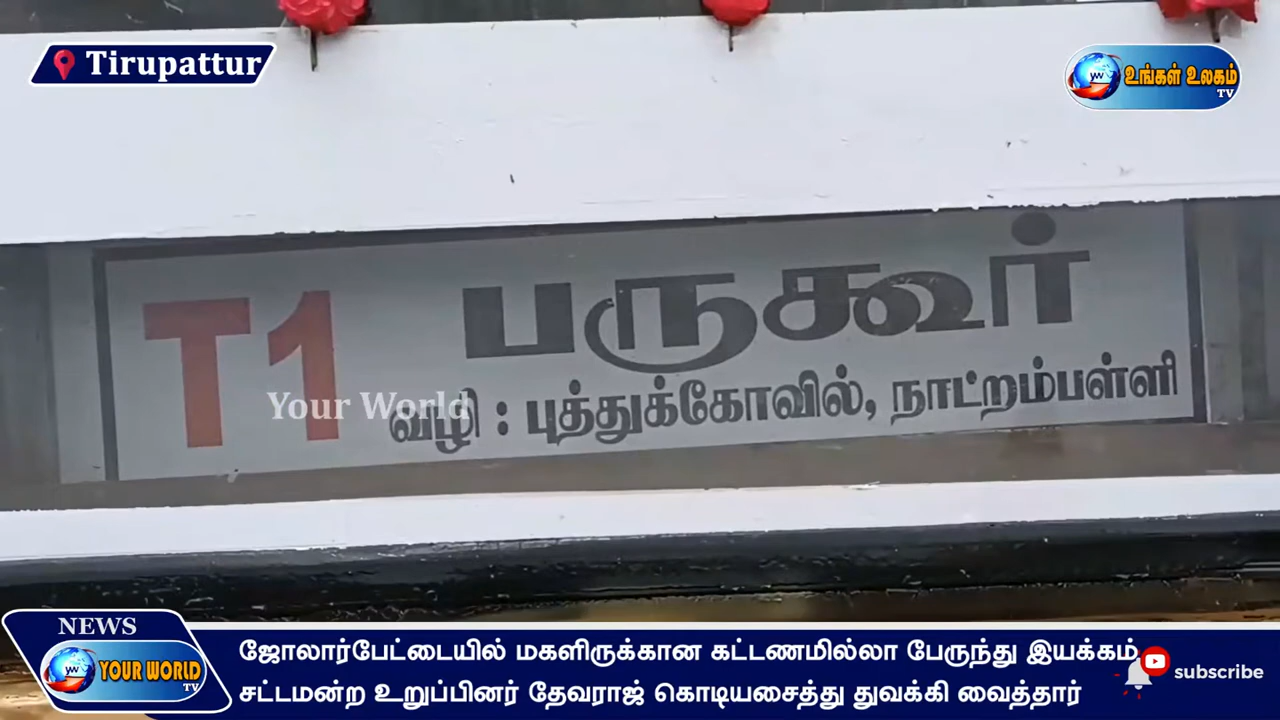 Tirupattur
உங்கள் உலகம்
TV
T1 பருகூர்
வழி : புத்துக்கோவில், நாட்றம்பள்ளி
Your World
NEWS
yw YOUR WORLD
TV
ஜோலார்பேட்டையில் மகளிருக்கான கட்டணமில்லா பேருந்து இயக்கம்
சட்டமன்ற உறுப்பினர் தேவராஜ் கொடியசைத்து துவக்கி வைத்தார்
subscribe